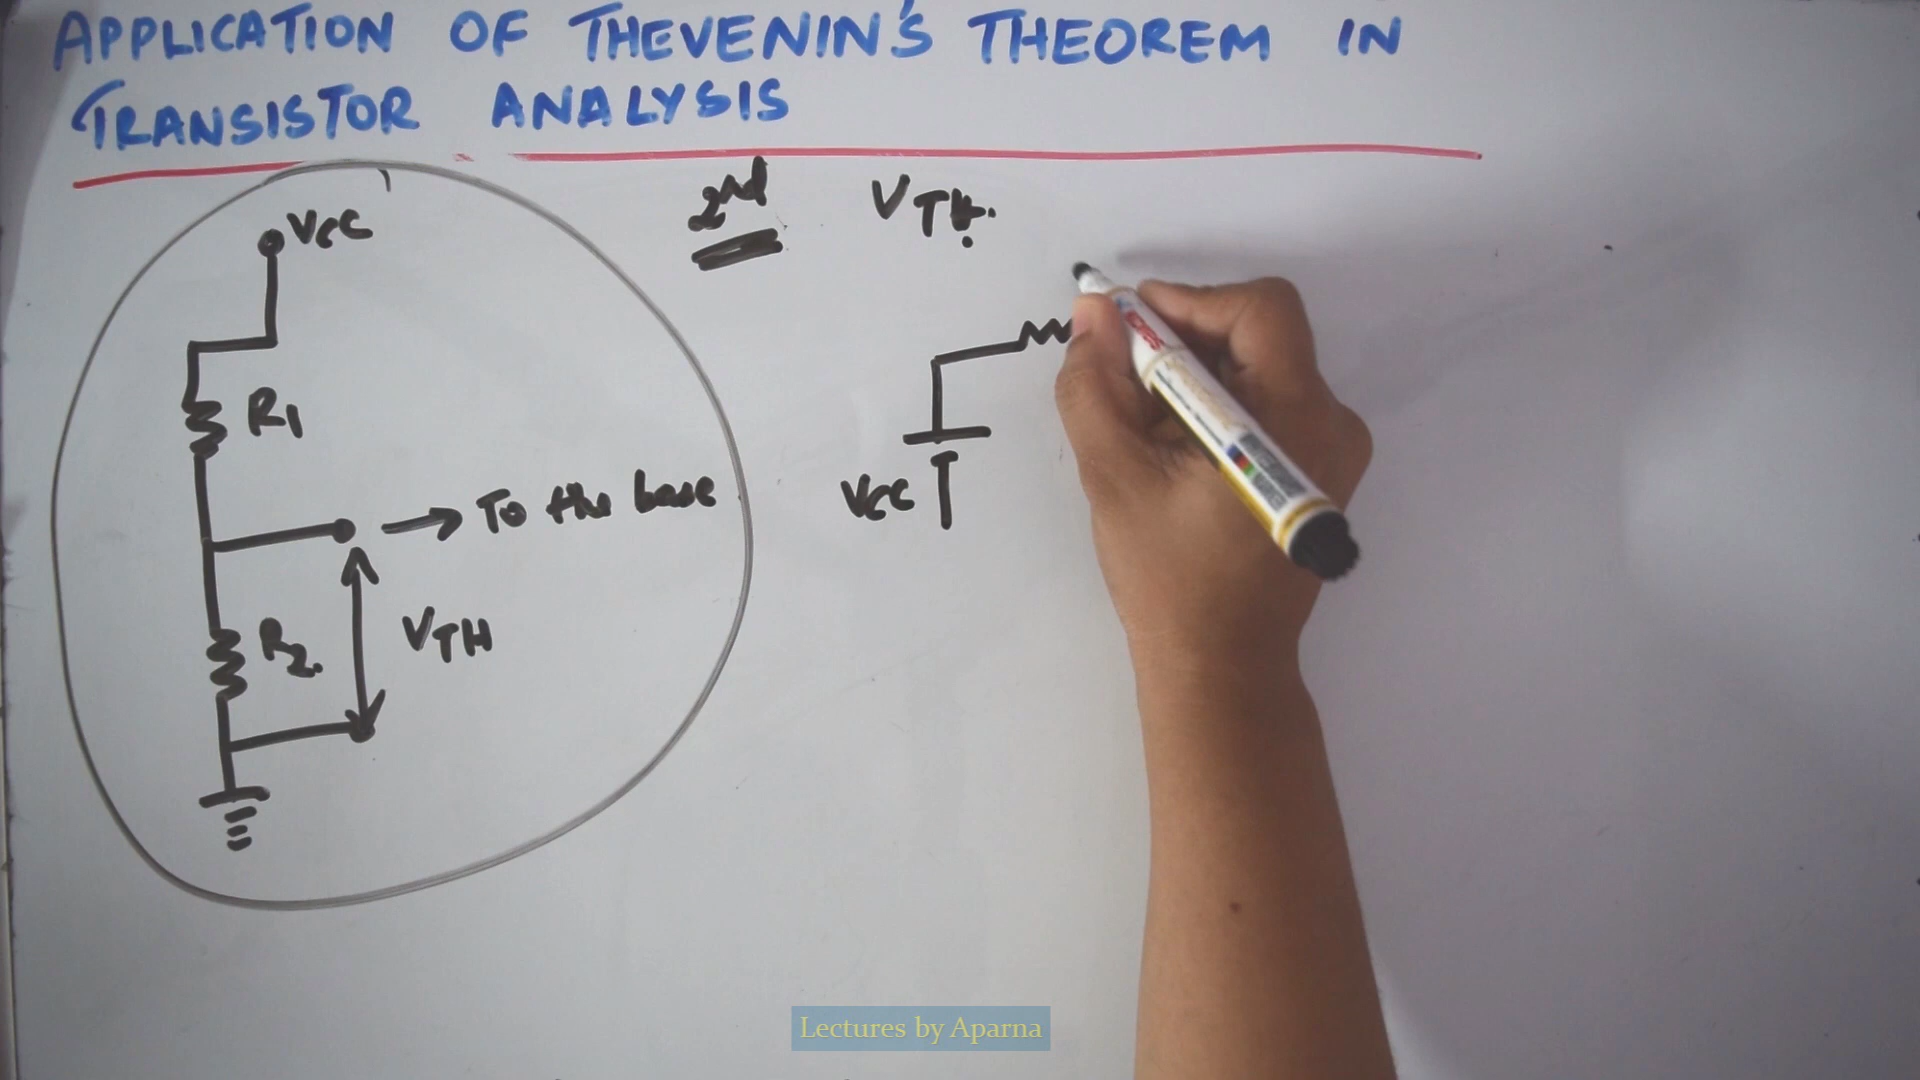 APPLICATION OF THEVENIN'S THEOREM IN
TRANSISTOR ANALYSIS
2nd
VTH.
VCC
R1
To the base
VCC
R2.
VTH
Lectures by Aparna